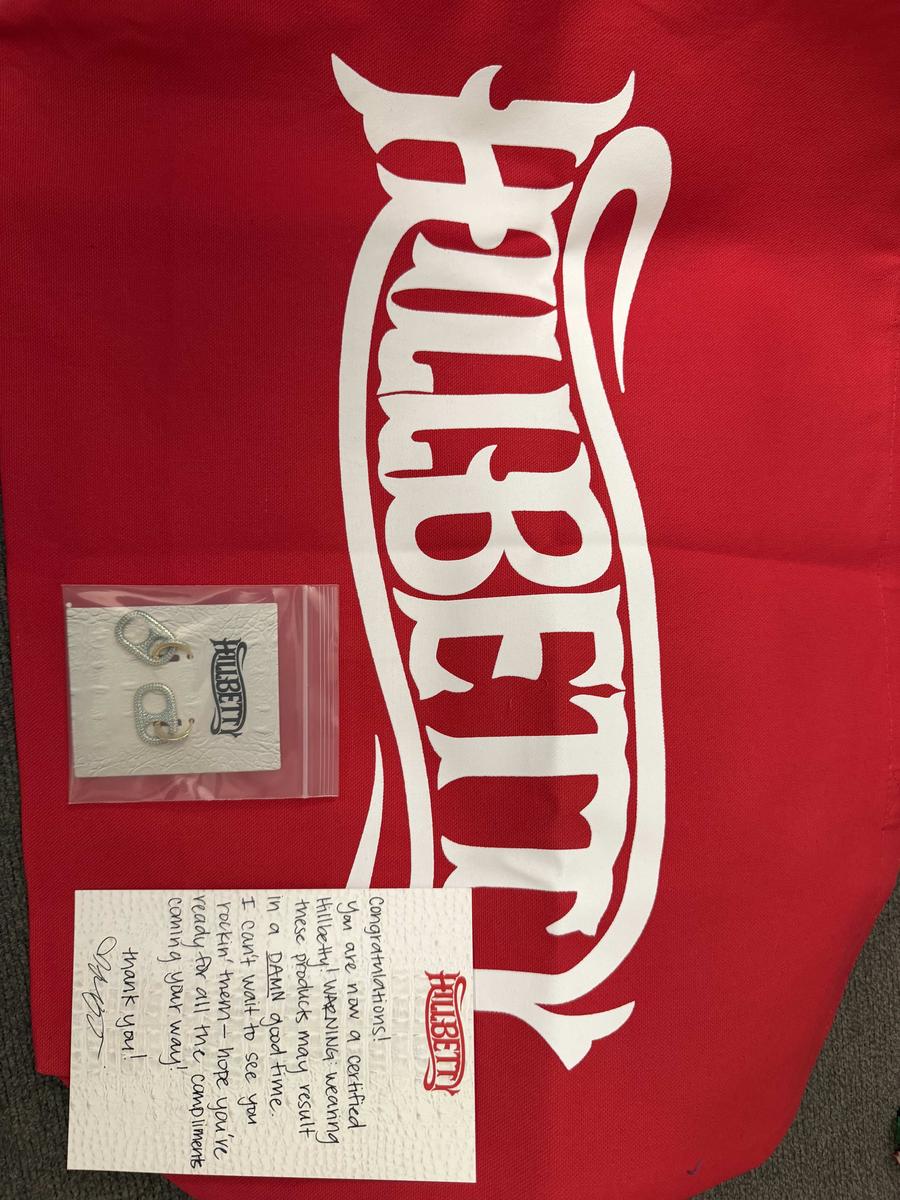 HILLBETTY
HILLBETTY
HILLBETTY
congratulations!
you are now a certified
Hillbetty! WARNING: wearing
these products may result
in a DAMN good time.
I can't wait to see you
rockin' them - hope you're
ready for all the compliments
coming your way!
thank you!